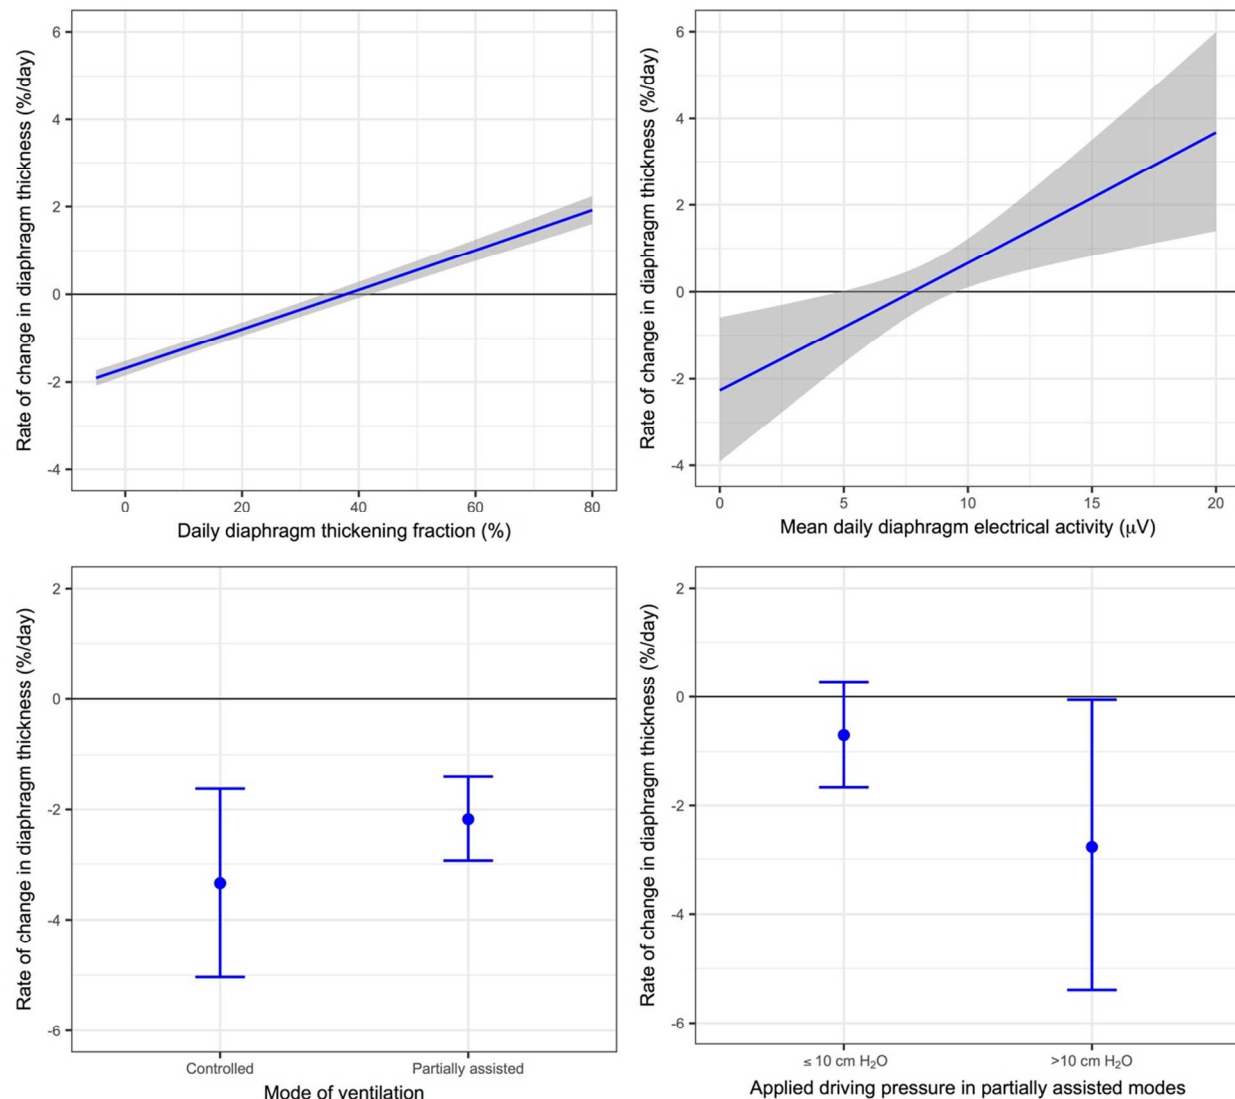 Rate of change in diaphragm thickness (%/day)
6
4
2
0
-2
-4
0 20 40 60 80
Daily diaphragm thickening fraction (%)
Rate of change in diaphragm thickness (%/day)
6
4
2
0
-2
-4
0 5 10 15 20
Mean daily diaphragm electrical activity (μV)
Rate of change in diaphragm thickness (%/day)
2
0
-2
-4
-6
Controlled Partially assisted
Mode of ventilation
Rate of change in diaphragm thickness (%/day)
2
0
-2
-4
-6
≤ 10 cm H₂O >10 cm H₂O
Applied driving pressure in partially assisted modes